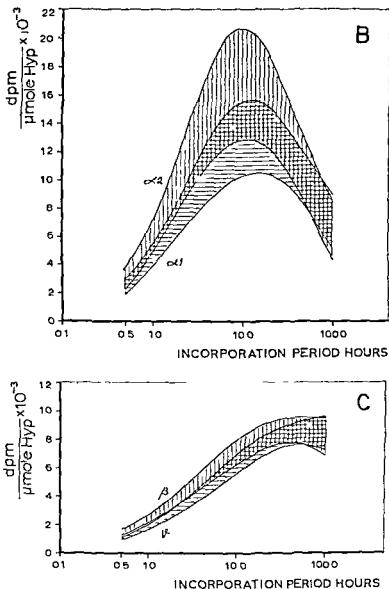 B
dpm
μmole Hyp
×10⁻³
22
20
18
16
14
12
10
8
6
4
2
0
α2
α1
01 05 10 100 1000
INCORPORATION PERIOD HOURS
C
dpm
μmole Hyp
×10⁻³
12
10
8
6
4
2
0
β
γ
01 05 10 100 1000
INCORPORATION PERIOD HOURS